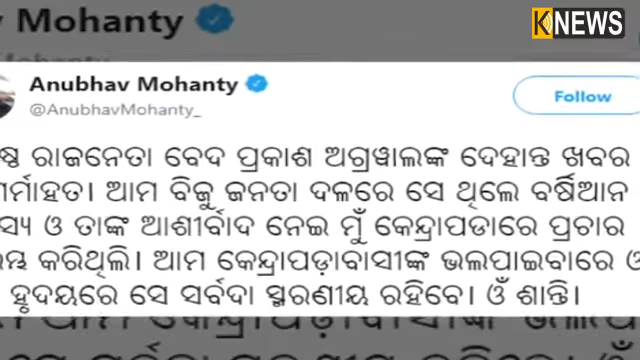 Mohanty
KNEWS
Anubhav Mohanty
@AnubhavMohanty_
Follow
ରାଜନେତା ବେଦ ପ୍ରକାଶ ଅଗ୍ରୱାଲଙ୍କ ଦେହାନ୍ତ ଖବର
ମର୍ମାହତ। ଆମ ବିଜୁ ଜନତା ଦଳରେ ସେ ଥିଲେ ବର୍ଷିଆନ
ଓ ତାଙ୍କ ଆଶୀର୍ବାଦ ନେଇ ମୁଁ କେନ୍ଦ୍ରାପଡାରେ ପ୍ରଚାର
କରିଥିଲି। ଆମ କେନ୍ଦ୍ରାପଡ଼ାବାସୀଙ୍କ ଭଲପାଇବାରେ ଓ
ହୃଦୟରେ ସେ ସର୍ବଦା ସ୍ମରଣୀୟ ରହିବେ। ଓଁ ଶାନ୍ତି।